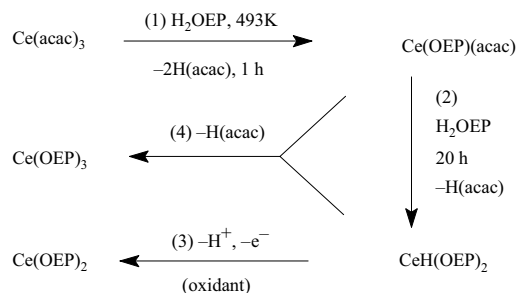 Ce(acac)₃
(1) H₂OEP, 493K
–2H(acac), 1 h
Ce(OEP)(acac)
(2)
H₂OEP
20 h
–H(acac)
(4) –H(acac)
Ce(OEP)₃
Ce(OEP)₂
(3) –H⁺, –e⁻
(oxidant)
CeH(OEP)₂